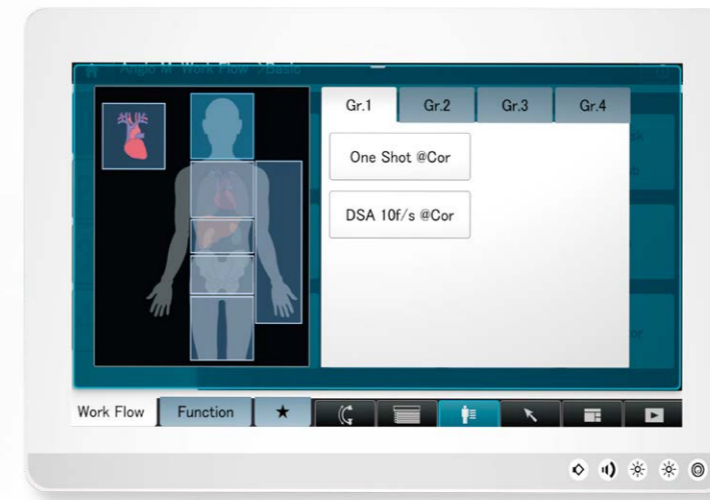 Angio M Work Flow >Basic
Gr.1 Gr.2 Gr.3 Gr.4
One Shot @Cor
DSA 10f/s @Cor
Work Flow Function ★